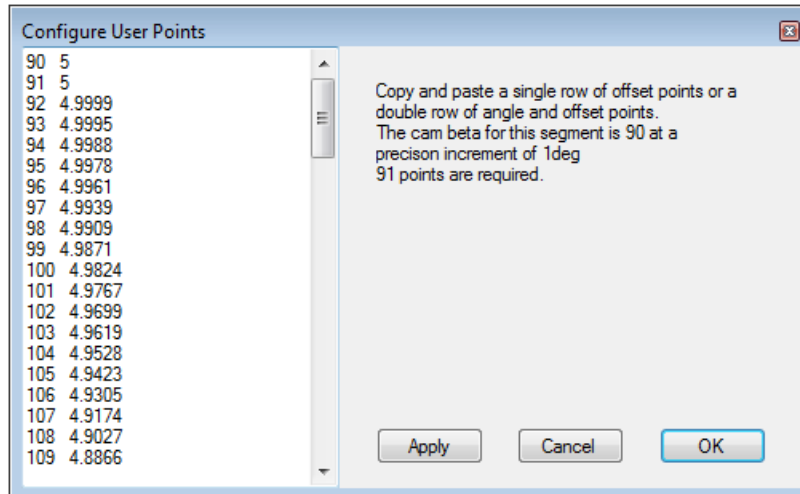 Configure User Points
90 5
91 5
92 4.9999
93 4.9995
94 4.9988
95 4.9978
96 4.9961
97 4.9939
98 4.9909
99 4.9871
100 4.9824
101 4.9767
102 4.9699
103 4.9619
104 4.9528
105 4.9423
106 4.9305
107 4.9174
108 4.9027
109 4.8866
Copy and paste a single row of offset points or a
double row of angle and offset points.
The cam beta for this segment is 90 at a
precison increment of 1deg
91 points are required.
Apply
Cancel
OK